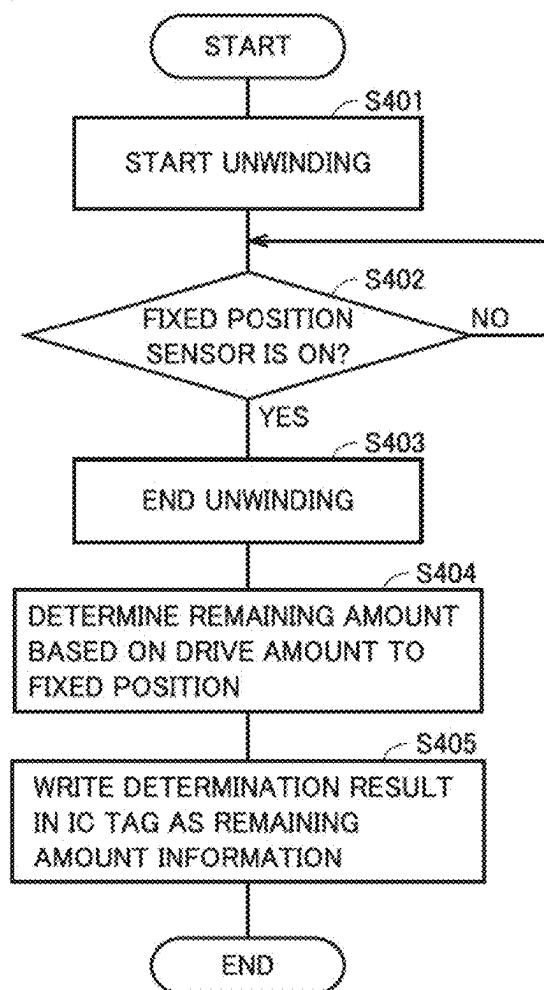 START
S401
START UNWINDING
S402
FIXED POSITION
SENSOR IS ON?
NO
YES
S403
END UNWINDING
S404
DETERMINE REMAINING AMOUNT
BASED ON DRIVE AMOUNT TO
FIXED POSITION
S405
WRITE DETERMINATION RESULT
IN IC TAG AS REMAINING
AMOUNT INFORMATION
END